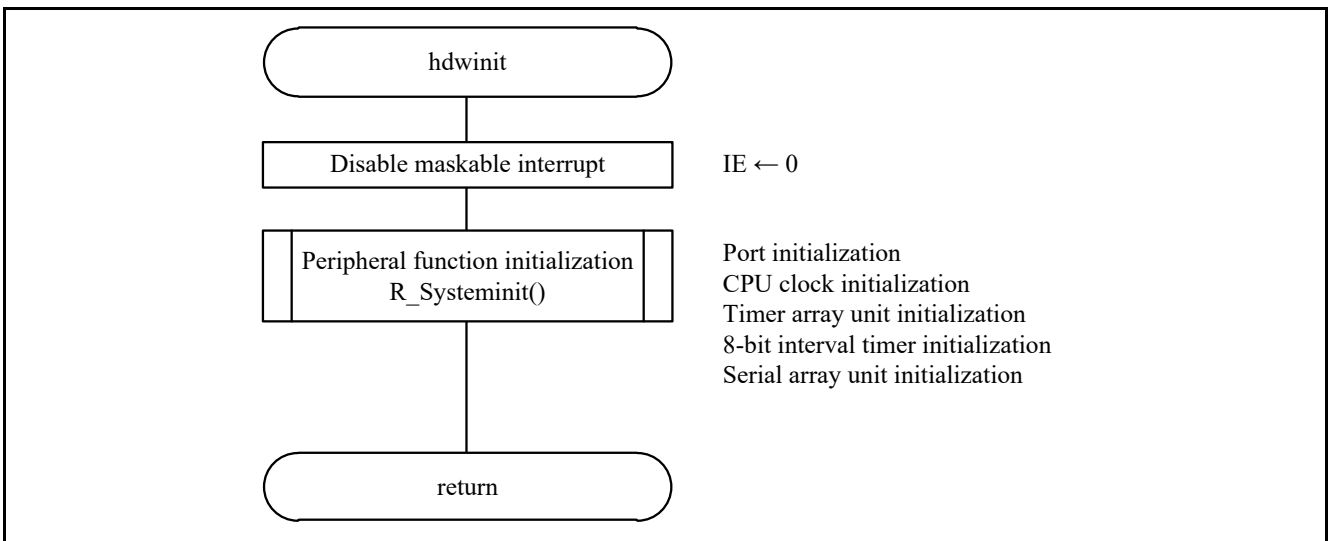 hdwinit
Disable maskable interrupt
IE ← 0
Peripheral function initialization
R_Systeminit()
Port initialization
CPU clock initialization
Timer array unit initialization
8-bit interval timer initialization
Serial array unit initialization
return